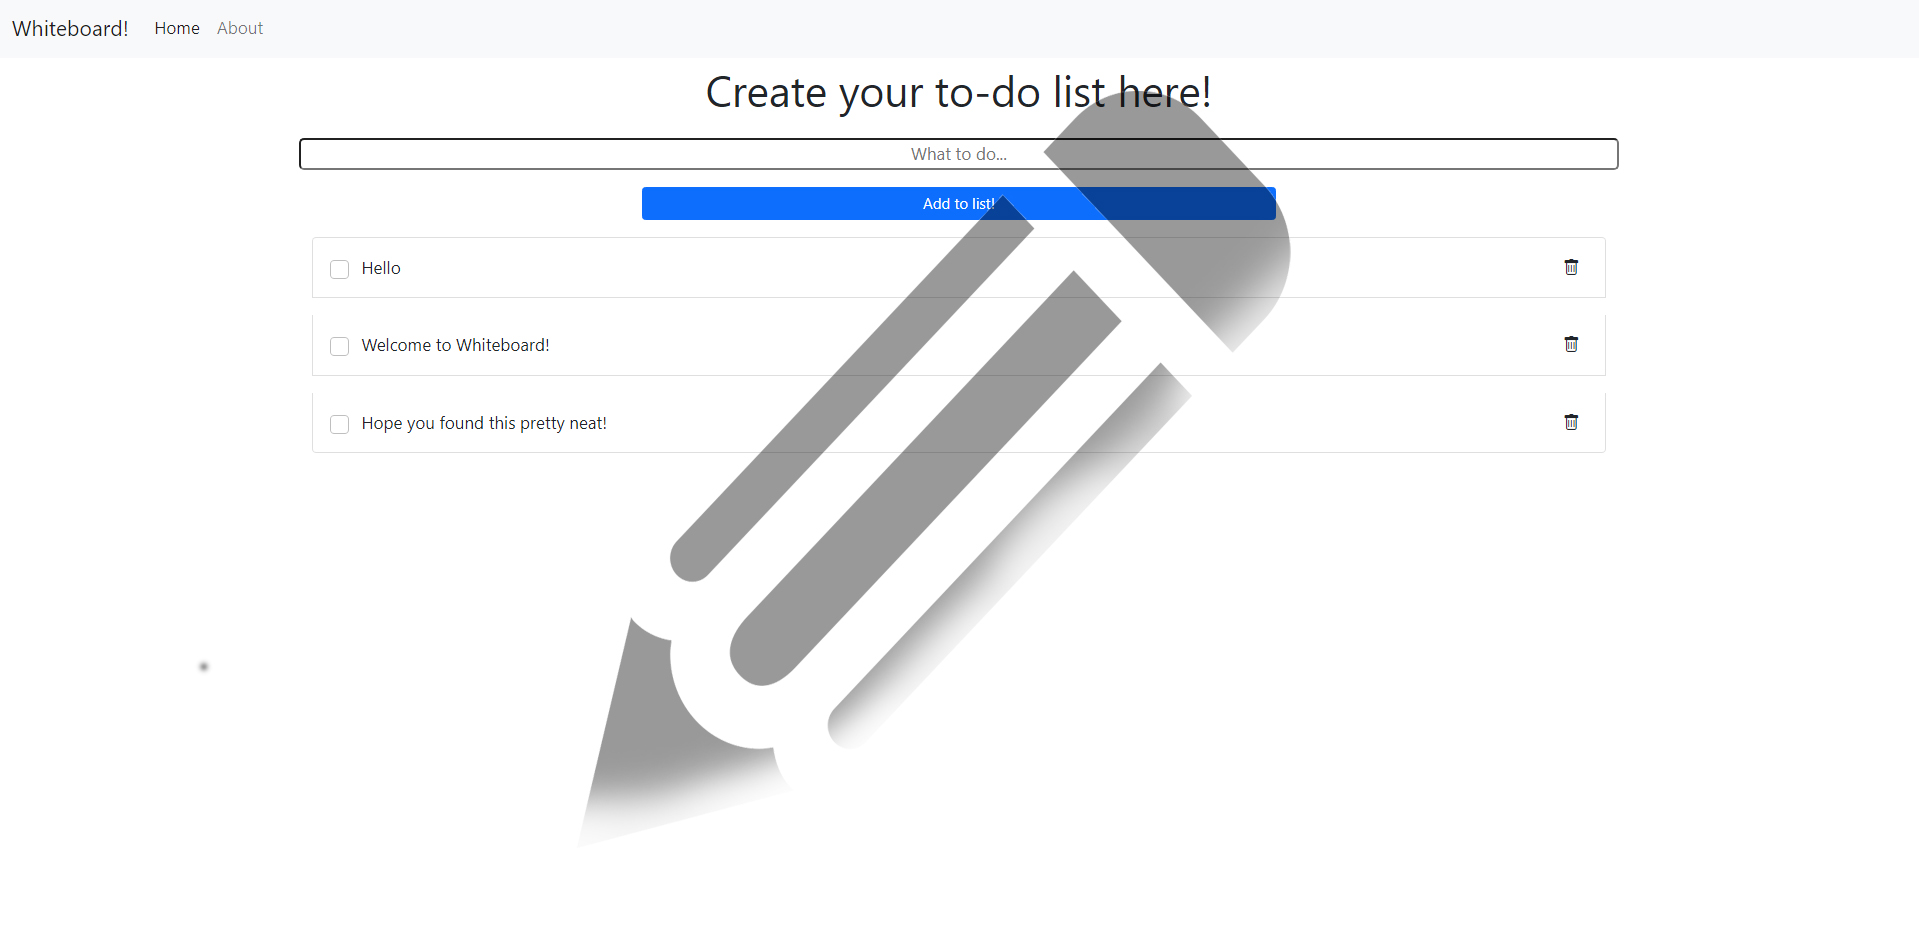 Whiteboard! Home About
Create your to-do list here!
What to do...
Add to list!
Hello
Welcome to Whiteboard!
Hope you found this pretty neat!